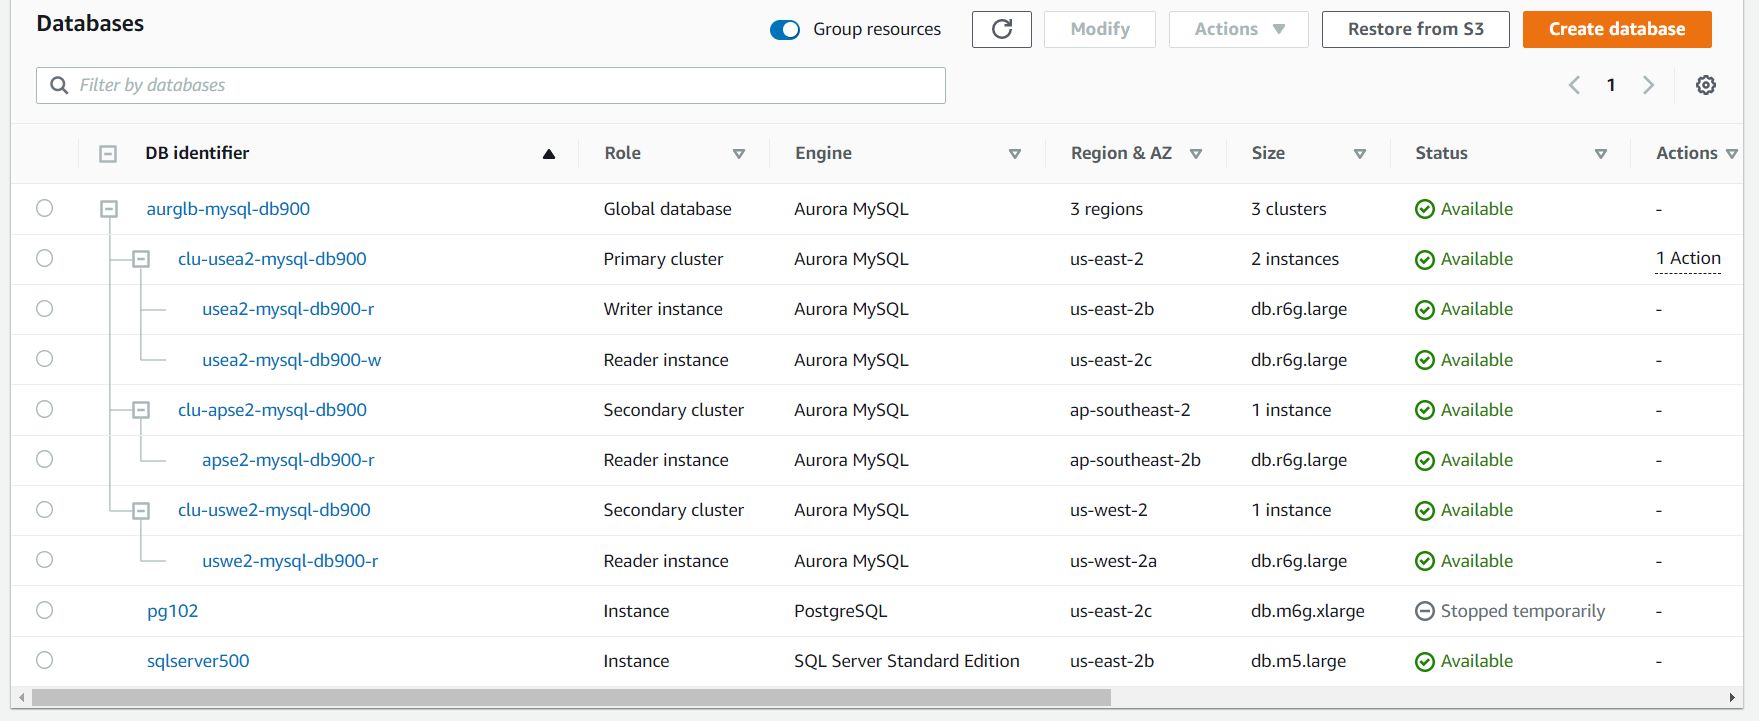 Databases
Group resources Modify Actions Restore from S3 Create database
Filter by databases 1
DB identifier Role Engine Region & AZ Size Status Actions
aurglb-mysql-db900 Global database Aurora MySQL 3 regions 3 clusters Available -
clu-usea2-mysql-db900 Primary cluster Aurora MySQL us-east-2 2 instances Available 1 Action
usea2-mysql-db900-r Writer instance Aurora MySQL us-east-2b db.r6g.large Available -
usea2-mysql-db900-w Reader instance Aurora MySQL us-east-2c db.r6g.large Available -
clu-apse2-mysql-db900 Secondary cluster Aurora MySQL ap-southeast-2 1 instance Available -
apse2-mysql-db900-r Reader instance Aurora MySQL ap-southeast-2b db.r6g.large Available -
clu-uswe2-mysql-db900 Secondary cluster Aurora MySQL us-west-2 1 instance Available -
uswe2-mysql-db900-r Reader instance Aurora MySQL us-west-2a db.r6g.large Available -
pg102 Instance PostgreSQL us-east-2c db.m6g.xlarge Stopped temporarily -
sqlserver500 Instance SQL Server Standard Edition us-east-2b db.m5.large Available -